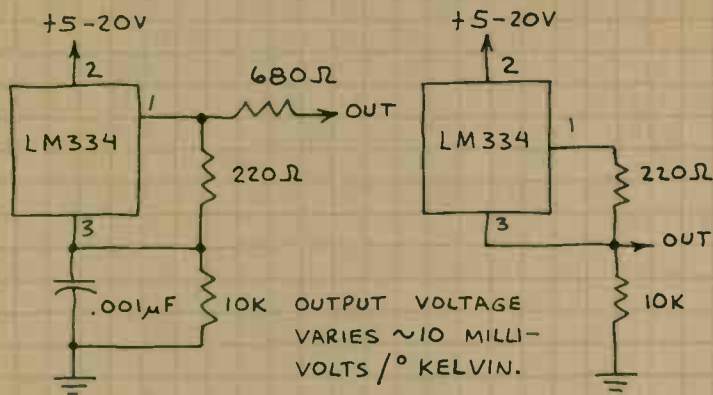 +5-20V
2
LM334
1
680Ω
OUT
220Ω
3
.001µF
10K
OUTPUT VOLTAGE
VARIES ~10 MILLI-
VOLTS / ° KELVIN.
+5-20V
2
LM334
1
220Ω
3
OUT
10K